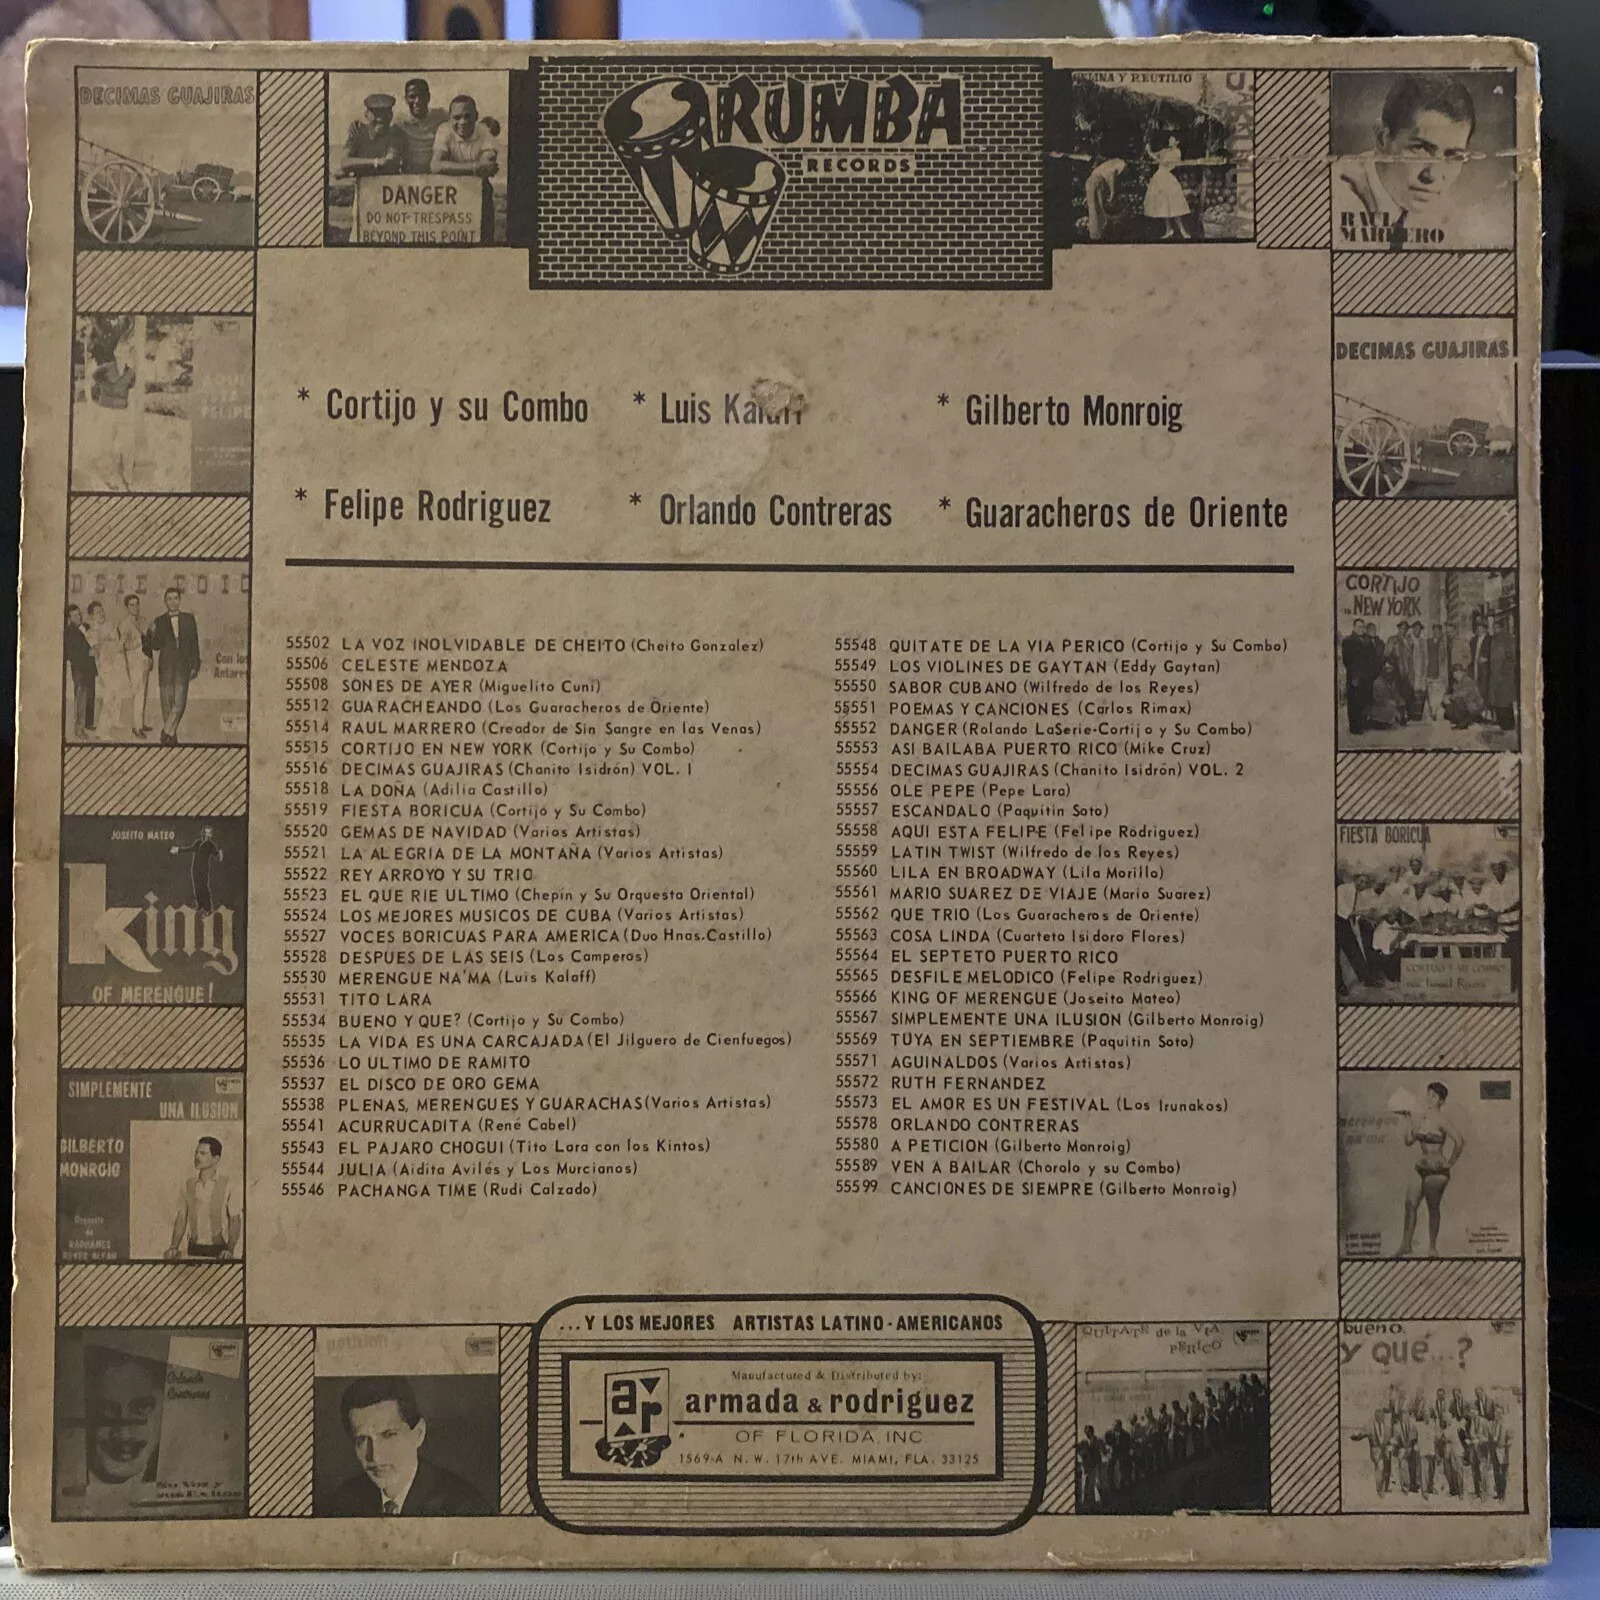 DECIMAS GUAJIRAS
DANGER
DO NOT TRESPASS
BEYOND THIS POINT
RUMBA
RECORDS
CELINA Y REUTILIO
RAUL
MARRERO
DECIMAS GUAJIRAS
* Cortijo y su Combo * Luis Kalaff * Gilberto Monroig
* Felipe Rodriguez * Orlando Contreras * Guaracheros de Oriente
CORTIJO
en NEW YORK
Con los
Antares
55502 LA VOZ INOLVIDABLE DE CHEITO (Cheito Gonzalez)
55506 CELESTE MENDOZA
55508 SONES DE AYER (Miguelito Cuni)
55512 GUARACHEANDO (Los Guaracheros de Oriente)
55514 RAUL MARRERO (Creador de Sin Sangre en las Venas)
55515 CORTIJO EN NEW YORK (Cortijo y Su Combo)
55516 DECIMAS GUAJIRAS (Chanito Isidrón) VOL. I
55518 LA DOÑA (Adilia Castillo)
55519 FIESTA BORICUA (Cortijo y Su Combo)
55520 GEMAS DE NAVIDAD (Varios Artistas)
55521 LA ALEGRIA DE LA MONTAÑA (Varios Artistas)
55522 REY ARROYO Y SU TRIO
55523 EL QUE RIE ULTIMO (Chepín y Su Orquesta Oriental)
55524 LOS MEJORES MUSICOS DE CUBA (Varios Artistas)
55527 VOCES BORICUAS PARA AMERICA (Duo Hnas. Castillo)
55528 DESPUES DE LAS SEIS (Los Camperos)
55530 MERENGUE NA'MA (Luis Kalaff)
55531 TITO LARA
55534 BUENO Y QUE? (Cortijo y Su Combo)
55535 LA VIDA ES UNA CARCAJADA (El Jilguero de Cienfuegos)
55536 LO ULTIMO DE RAMITO
55537 EL DISCO DE ORO GEMA
55538 PLENAS, MERENGUES Y GUARACHAS (Varios Artistas)
55541 ACURRUCADITA (René Cabel)
55543 EL PAJARO CHOGUI (Tito Lara con los Kintos)
55544 JULIA (Aidita Avilés y Los Murcianos)
55546 PACHANGA TIME (Rudi Calzado)
55548 QUITATE DE LA VIA PERICO (Cortijo y Su Combo)
55549 LOS VIOLINES DE GAYTAN (Eddy Gaytan)
55550 SABOR CUBANO (Wilfredo de los Reyes)
55551 POEMAS Y CANCIONES (Carlos Rimax)
55552 DANGER (Rolando LaSerie-Cortijo y Su Combo)
55553 ASI BAILABA PUERTO RICO (Mike Cruz)
55554 DECIMAS GUAJIRAS (Chanito Isidrón) VOL. 2
55556 OLE PEPE (Pepe Lara)
55557 ESCANDALO (Paquitin Soto)
55558 AQUI ESTA FELIPE (Felipe Rodriguez)
55559 LATIN TWIST (Wilfredo de los Reyes)
55560 LILA EN BROADWAY (Lila Morillo)
55561 MARIO SUAREZ DE VIAJE (Mario Suarez)
55562 QUE TRIO (Los Guaracheros de Oriente)
55563 COSA LINDA (Cuarteto Isidoro Flores)
55564 EL SEPTETO PUERTO RICO
55565 DESFILE MELODICO (Felipe Rodriguez)
55566 KING OF MERENGUE (Joseito Mateo)
55567 SIMPLEMENTE UNA ILUSION (Gilberto Monroig)
55569 TUYA EN SEPTIEMBRE (Paquitin Soto)
55571 AGUINALDOS (Varios Artistas)
55572 RUTH FERNANDEZ
55573 EL AMOR ES UN FESTIVAL (Los Irunakos)
55578 ORLANDO CONTRERAS
55580 A PETICION (Gilberto Monroig)
55589 VEN A BAILAR (Chorolo y su Combo)
55599 CANCIONES DE SIEMPRE (Gilberto Monroig)
JOSEITO MATEO
king
OF MERENGUE!
FIESTA BORICUA
CORTIJO Y SU COMBO
SIMPLEMENTE
UNA ILUSION
GILBERTO
MONROIG
merengue
na'ma
Orlando
Contreras
QUITATE de la VIA
PERICO
bueno,
y qué...?
...Y LOS MEJORES ARTISTAS LATINO-AMERICANOS
Manufactured & Distributed by:
ar
armada & rodriguez
OF FLORIDA, INC.
1569-A N.W. 17th AVE. MIAMI, FLA. 33125